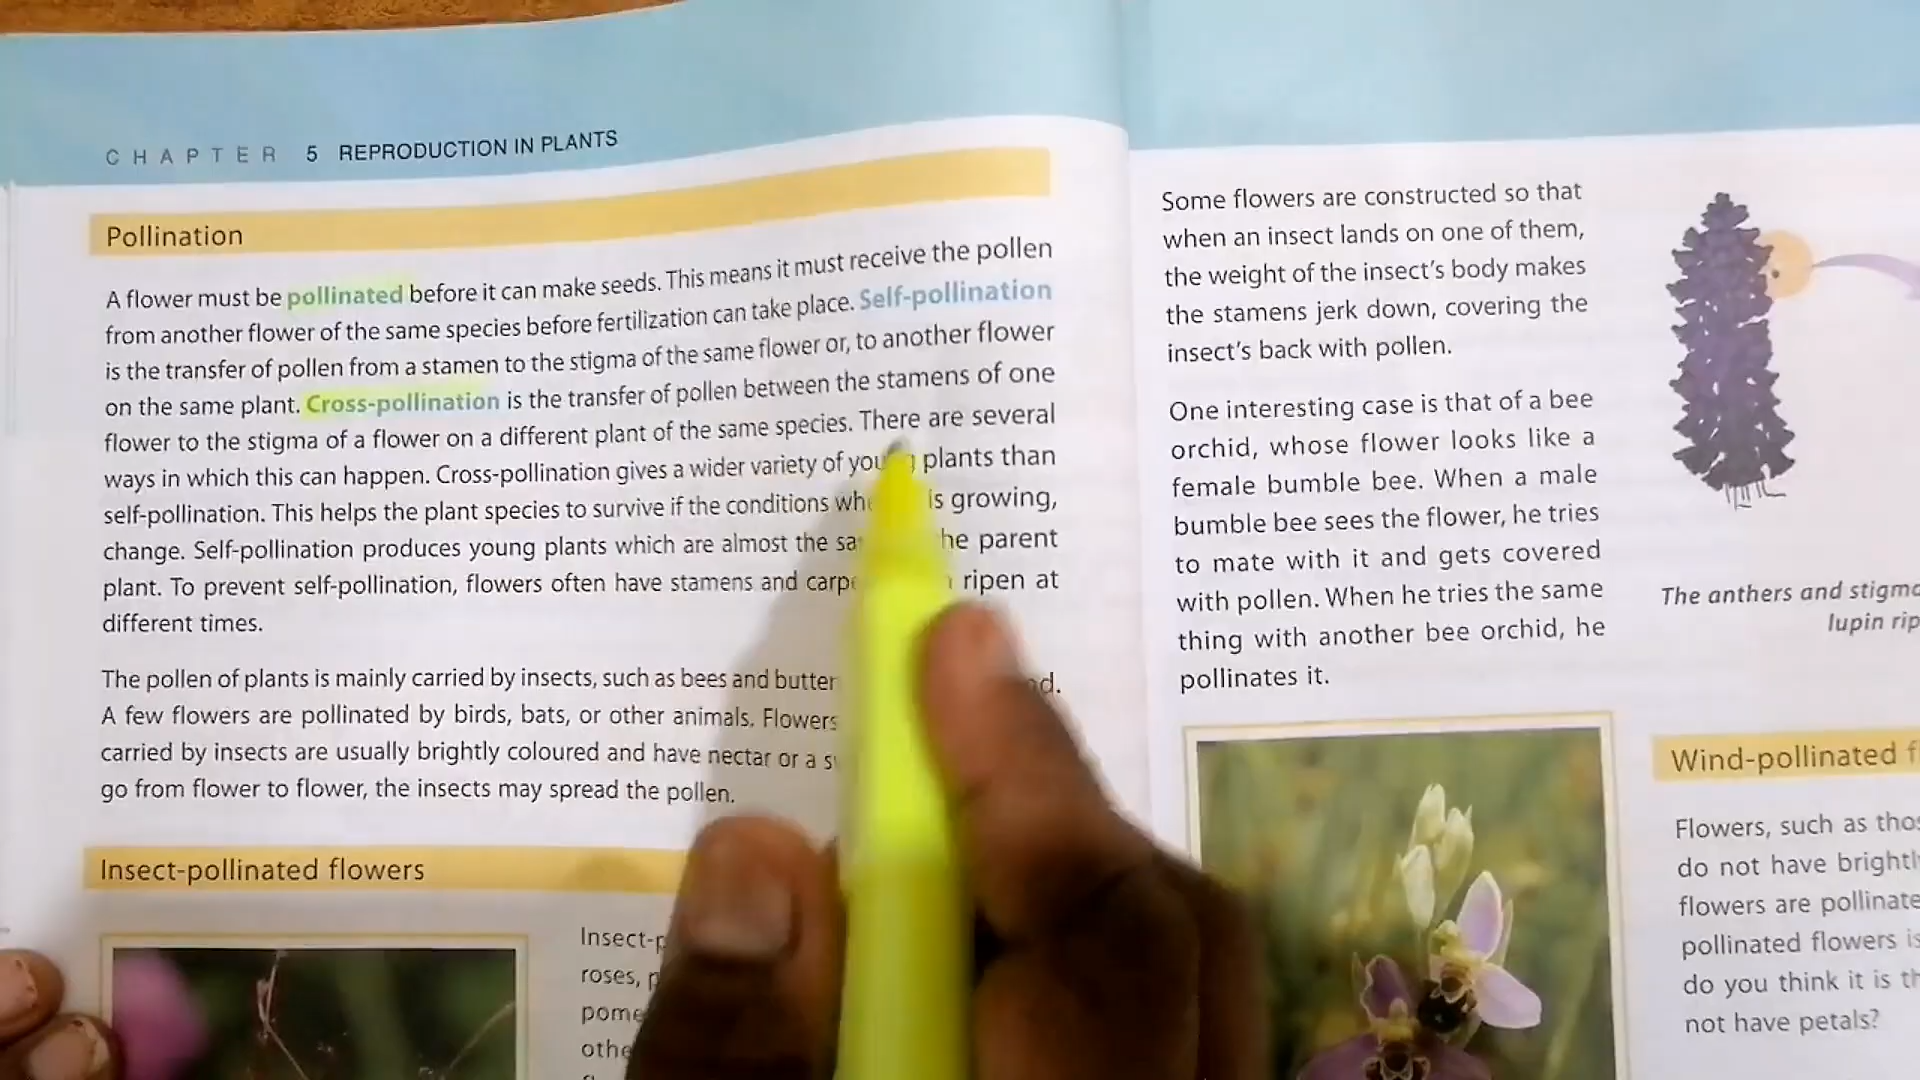 CHAPTER 5 REPRODUCTION IN PLANTS
Pollination
A flower must be pollinated before it can make seeds. This means it must receive the pollen
from another flower of the same species before fertilization can take place. Self-pollination
is the transfer of pollen from a stamen to the stigma of the same flower or, to another flower
on the same plant. Cross-pollination is the transfer of pollen between the stamens of one
flower to the stigma of a flower on a different plant of the same species. There are several
ways in which this can happen. Cross-pollination gives a wider variety of plants than
self-pollination. This helps the plant species to survive if the conditions is growing,
change. Self-pollination produces young plants which are almost the parent
plant. To prevent self-pollination, flowers often have stamens and ripen at
different times.
The pollen of plants is mainly carried by insects, such as bees and
A few flowers are pollinated by birds, bats, or other animals. Flowers
carried by insects are usually brightly coloured and have nectar or a
go from flower to flower, the insects may spread the pollen.
Insect-pollinated flowers
roses,
Some flowers are constructed so that
when an insect lands on one of them,
the weight of the insect's body makes
the stamens jerk down, covering the
insect's back with pollen.
One interesting case is that of a bee
orchid, whose flower looks like a
female bumble bee. When a male
bumble bee sees the flower, he tries
to mate with it and gets covered
with pollen. When he tries the same
thing with another bee orchid, he
pollinates it.
The anthers and
lupin
Wind-pollinated
Flowers, such as
do not have
flowers are
pollinated flowers
do you think it is
not have petals?